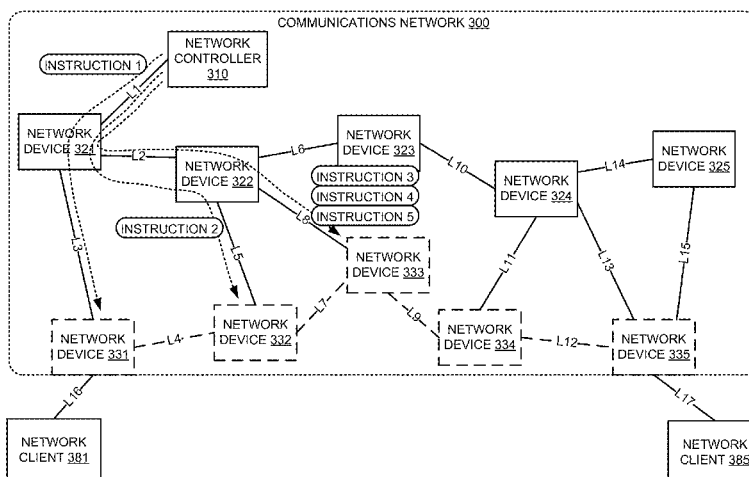 COMMUNICATIONS NETWORK 300
NETWORK
CONTROLLER
310
INSTRUCTION 1
L1
NETWORK
DEVICE 321
L2
NETWORK
DEVICE 322
L6
NETWORK
DEVICE 323
INSTRUCTION 3
INSTRUCTION 4
INSTRUCTION 5
L10
NETWORK
DEVICE 324
L14
NETWORK
DEVICE 325
INSTRUCTION 2
L3
L5
L8
NETWORK
DEVICE 333
L11
L13
L15
NETWORK
DEVICE 331
L4
NETWORK
DEVICE 332
L7
L9
NETWORK
DEVICE 334
L12
NETWORK
DEVICE 335
L16
L17
NETWORK
CLIENT 381
NETWORK
CLIENT 385